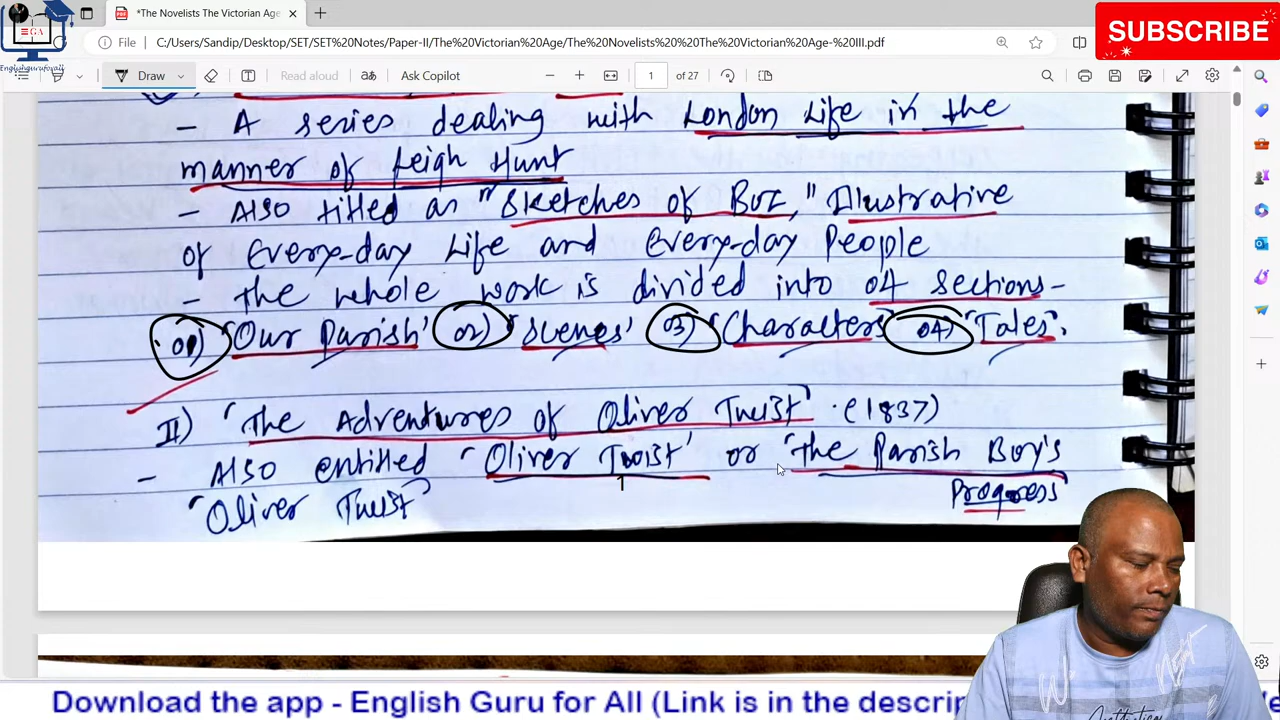 *The Novelists The Victorian Age
SUBSCRIBE
EGA
Englishguruforall
File
C:/Users/Sandip/Desktop/SET/SET%20Notes/Paper-II/The%20Victorian%20Age/The%20Novelists%20%20The%20Victorian%20Age-%20III.pdf
Draw
Read aloud
Ask Copilot
1 of 27
- A series dealing with London Life in the
manner of Leigh Hunt
- Also titled as "Sketches of Boz," Illustrative
of Every-day Life and Every-day People
- the whole work is divided into 04 sections-
01) 'Our Parish' 02) 'Scenes' 03) 'Characters' 04) 'Tales'.
II) 'The Adventures of Oliver Twist' . (1837)
- Also entitled 'Oliver Twist' or 'the Parish Boy's
Progress'
'Oliver Twist'
Download the app - English Guru for All (Link is in the descrip